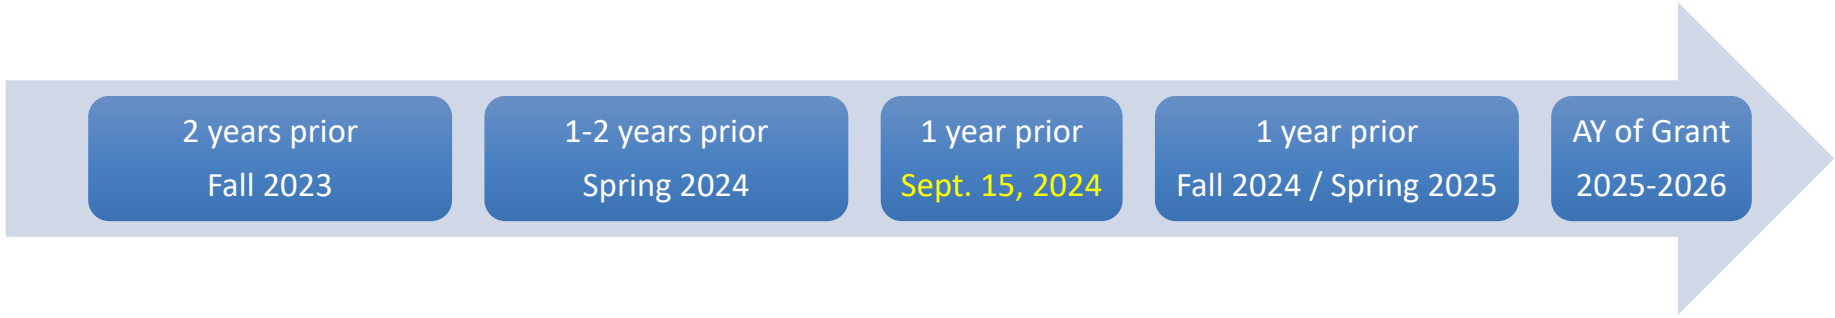 2 years prior
Fall 2023
1-2 years prior
Spring 2024
1 year prior
Sept. 15, 2024
1 year prior
Fall 2024 / Spring 2025
AY of Grant
2025-2026